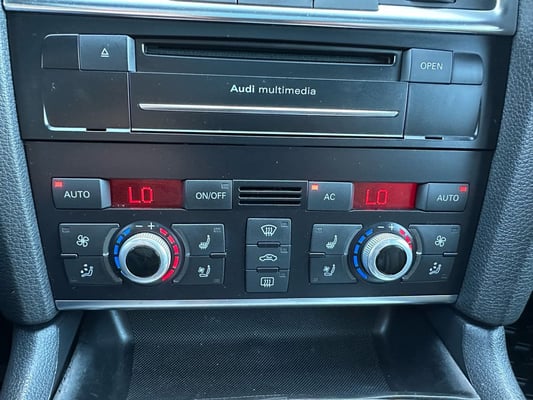 OPEN
Audi multimedia
AUTO LO ON/OFF AC LO AUTO